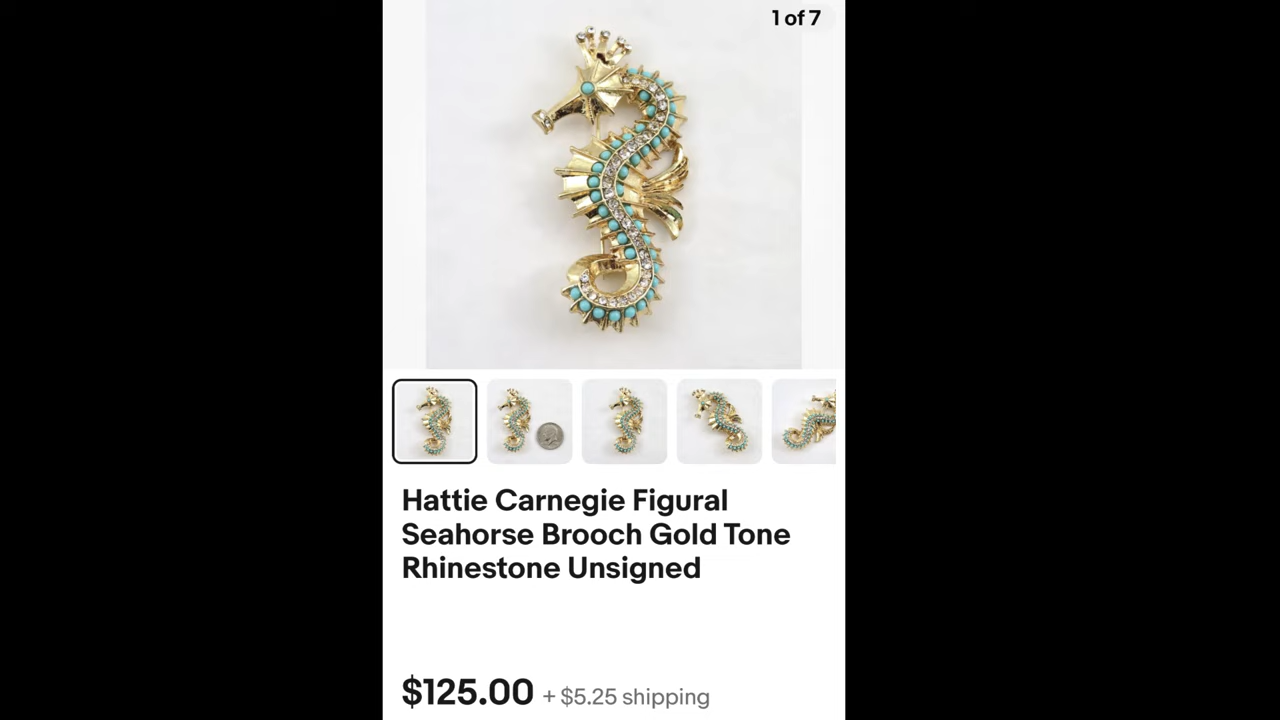 1 of 7
Hattie Carnegie Figural
Seahorse Brooch Gold Tone
Rhinestone Unsigned
$125.00 + $5.25 shipping